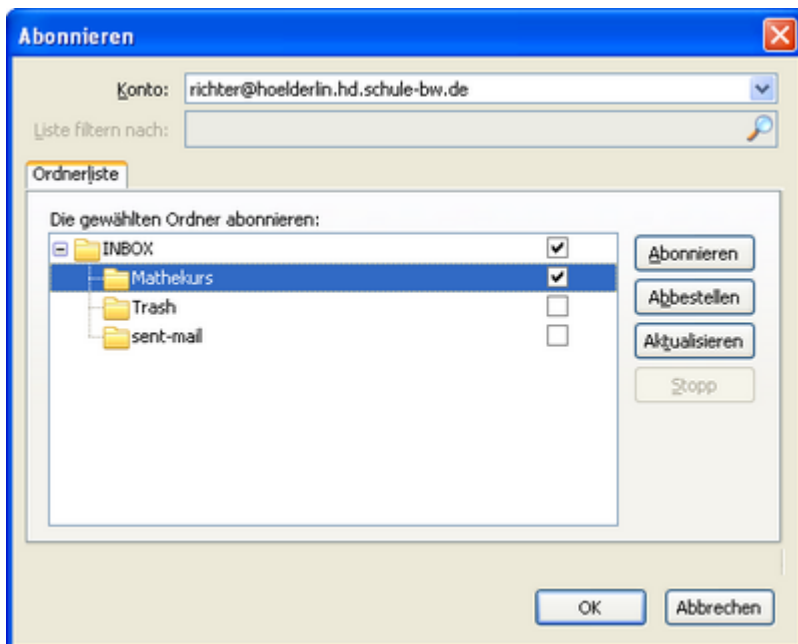 Abonnieren
Konto: richter@hoelderlin.hd.schule-bw.de
Liste filtern nach:
Ordnerliste
Die gewählten Ordner abonnieren:
INBOX
Mathekurs
Trash
sent-mail
Abonnieren
Abbestellen
Aktualisieren
Stopp
OK Abbrechen